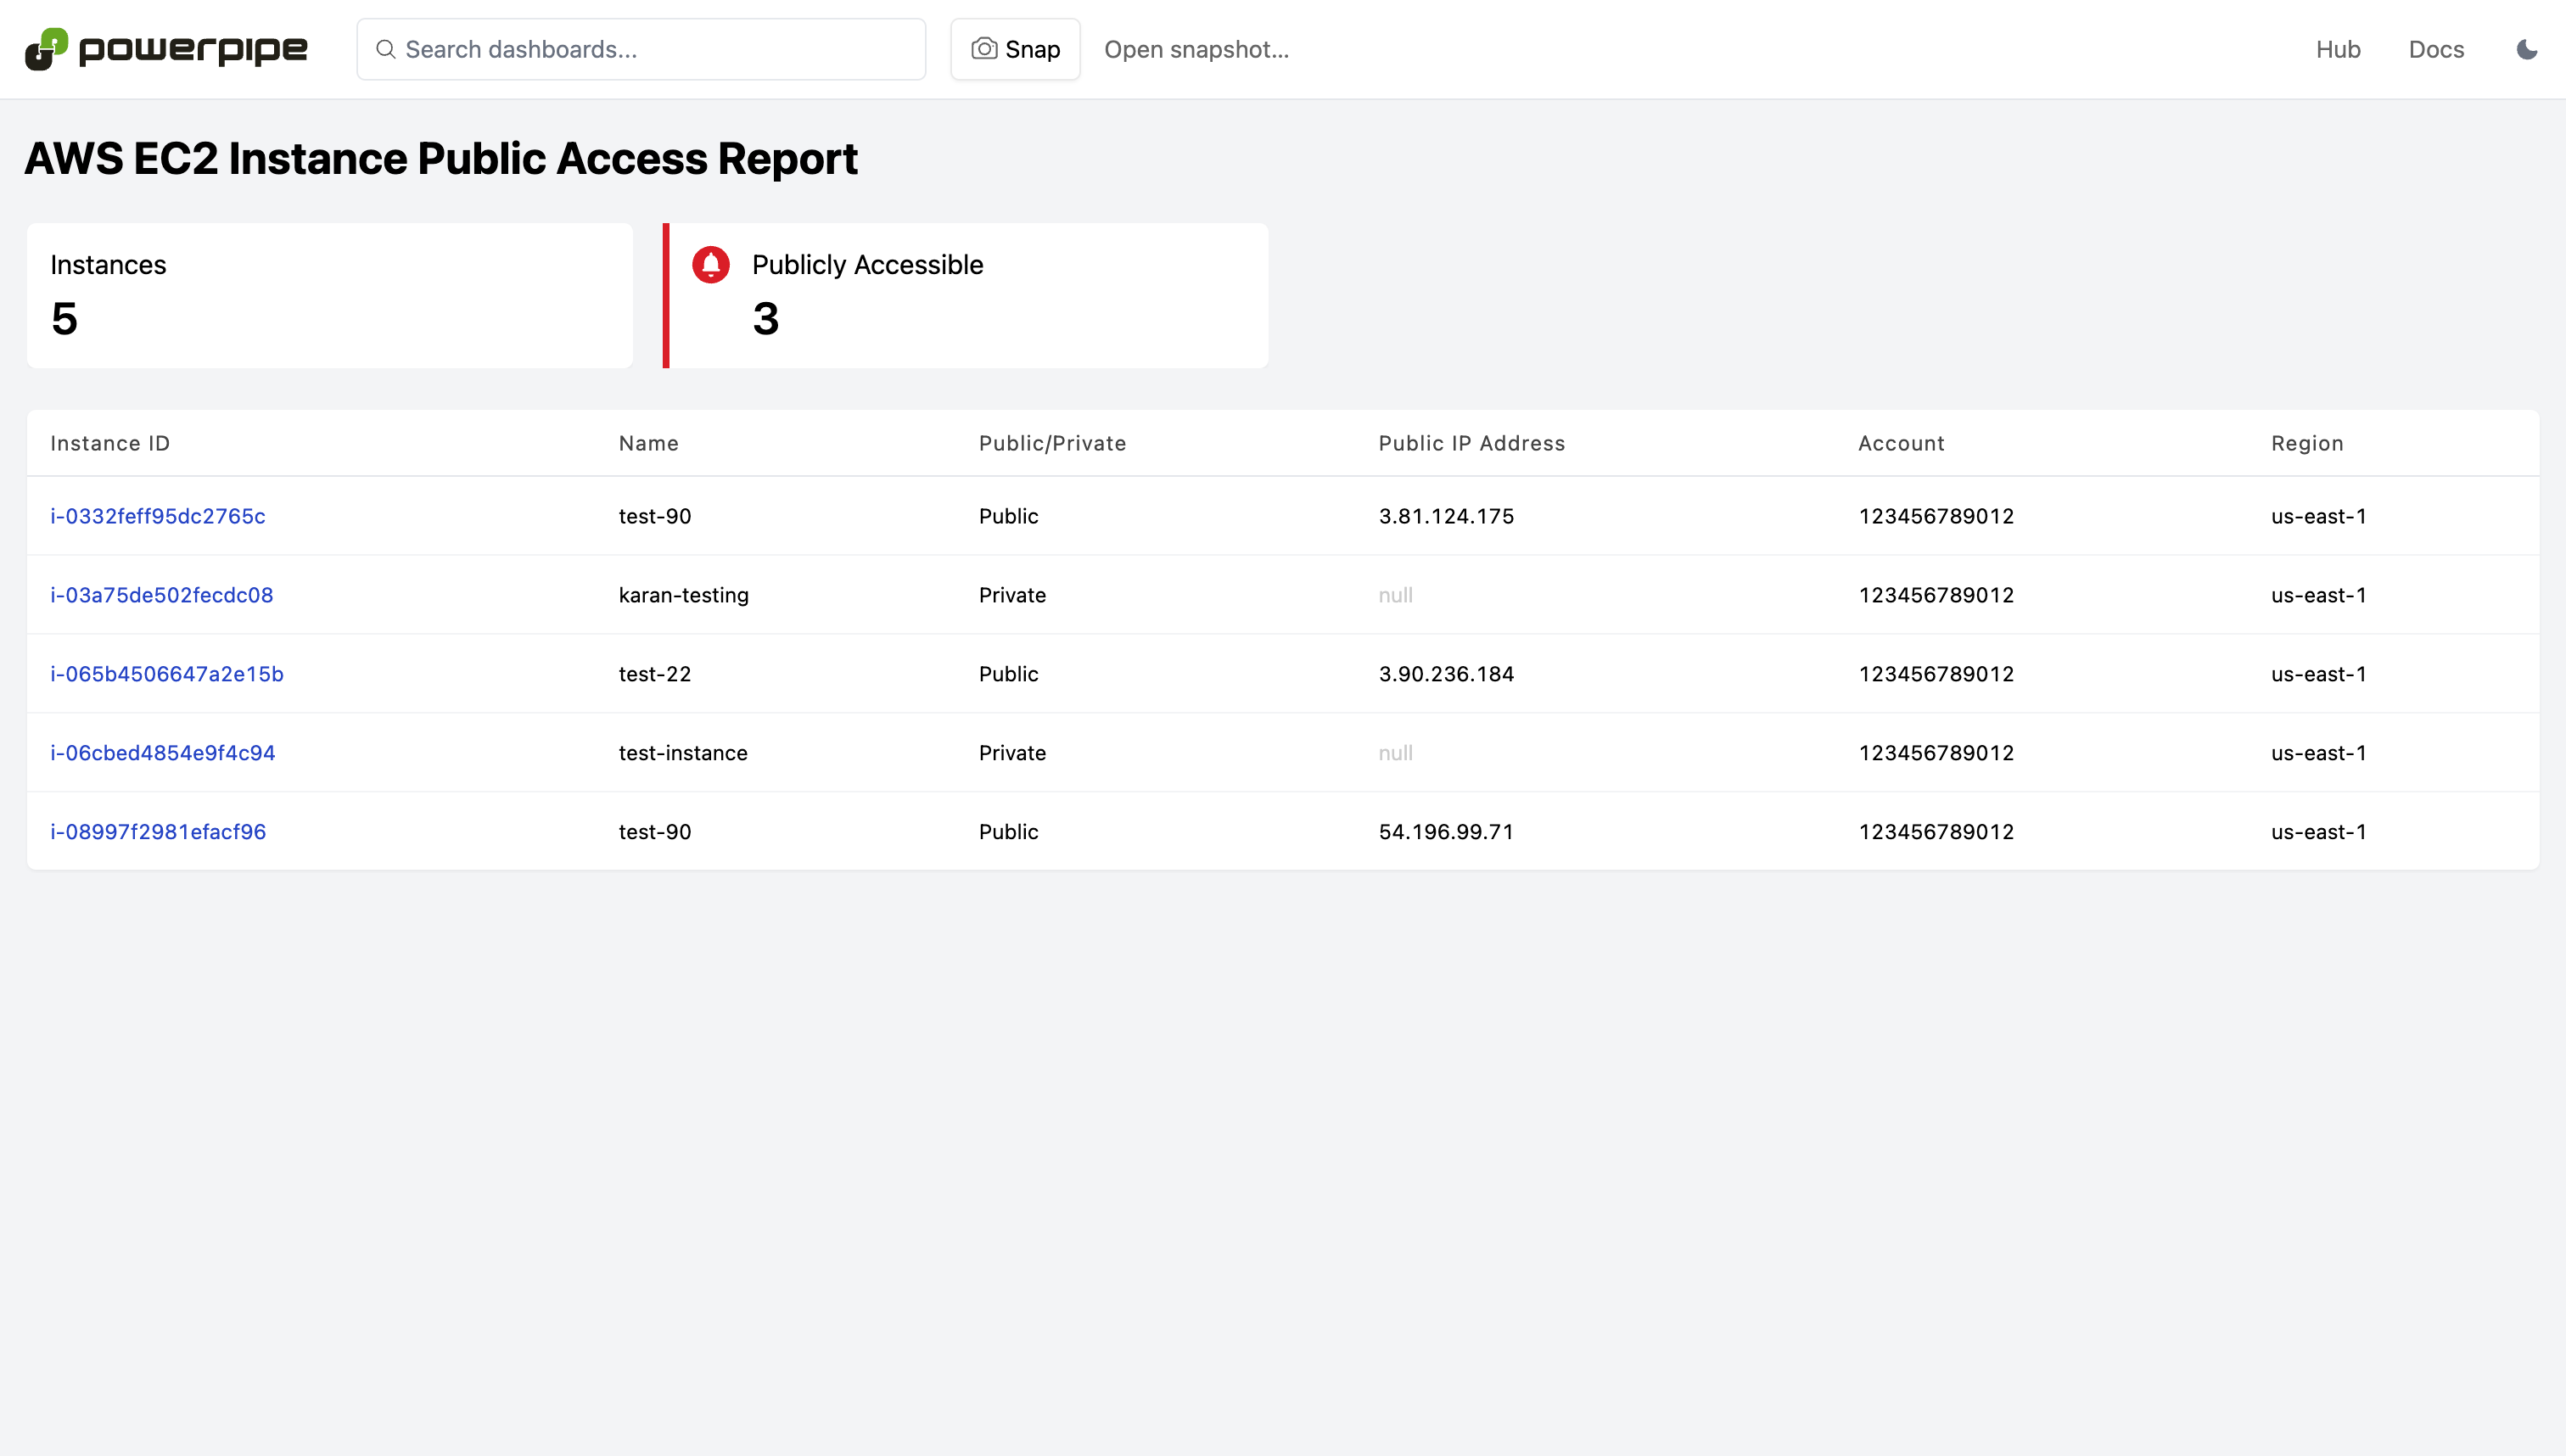 powerpipe Search dashboards... Snap Open snapshot... Hub Docs
AWS EC2 Instance Public Access Report
Instances
5
Publicly Accessible
3
Instance ID Name Public/Private Public IP Address Account Region
i-0332feff95dc2765c test-90 Public 3.81.124.175 123456789012 us-east-1
i-03a75de502fecdc08 karan-testing Private null 123456789012 us-east-1
i-065b4506647a2e15b test-22 Public 3.90.236.184 123456789012 us-east-1
i-06cbed4854e9f4c94 test-instance Private null 123456789012 us-east-1
i-08997f2981efacf96 test-90 Public 54.196.99.71 123456789012 us-east-1